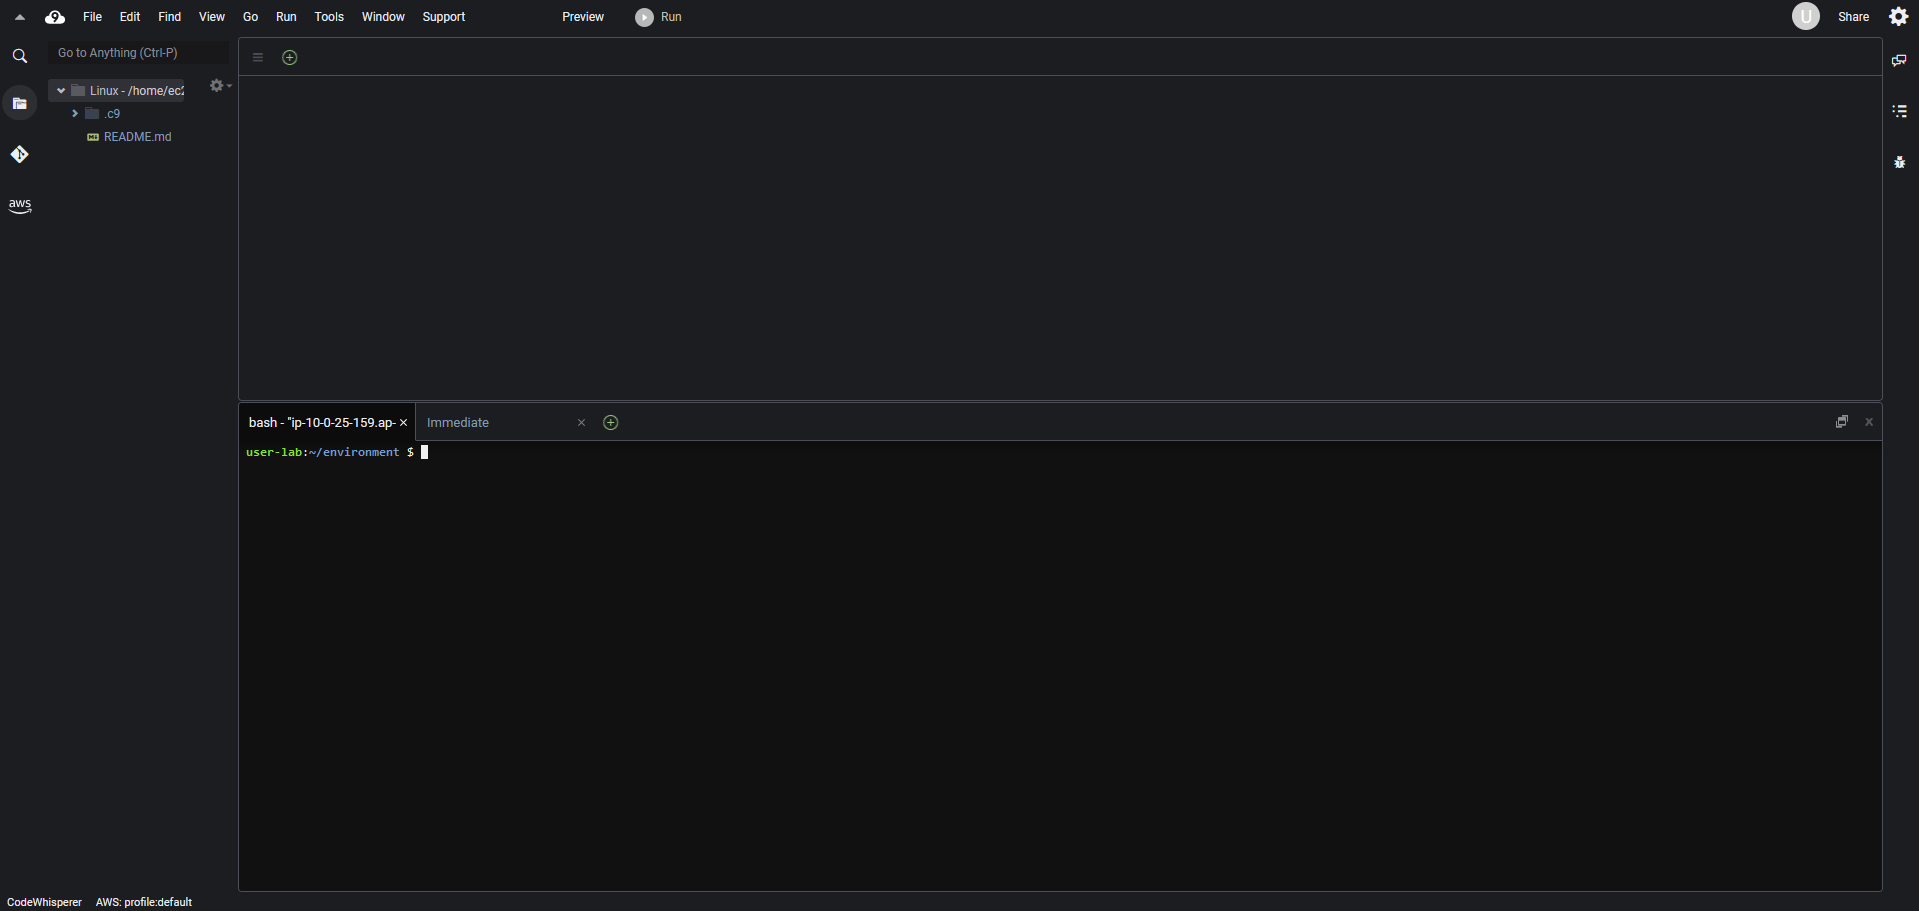 9 File Edit Find View Go Run Tools Window Support Preview Run U Share
Go to Anything (Ctrl-P)
Linux - /home/ec2
.c9
README.md
aws
bash - "ip-10-0-25-159.ap- × Immediate ×
user-lab:~/environment $
CodeWhisperer AWS: profile:default